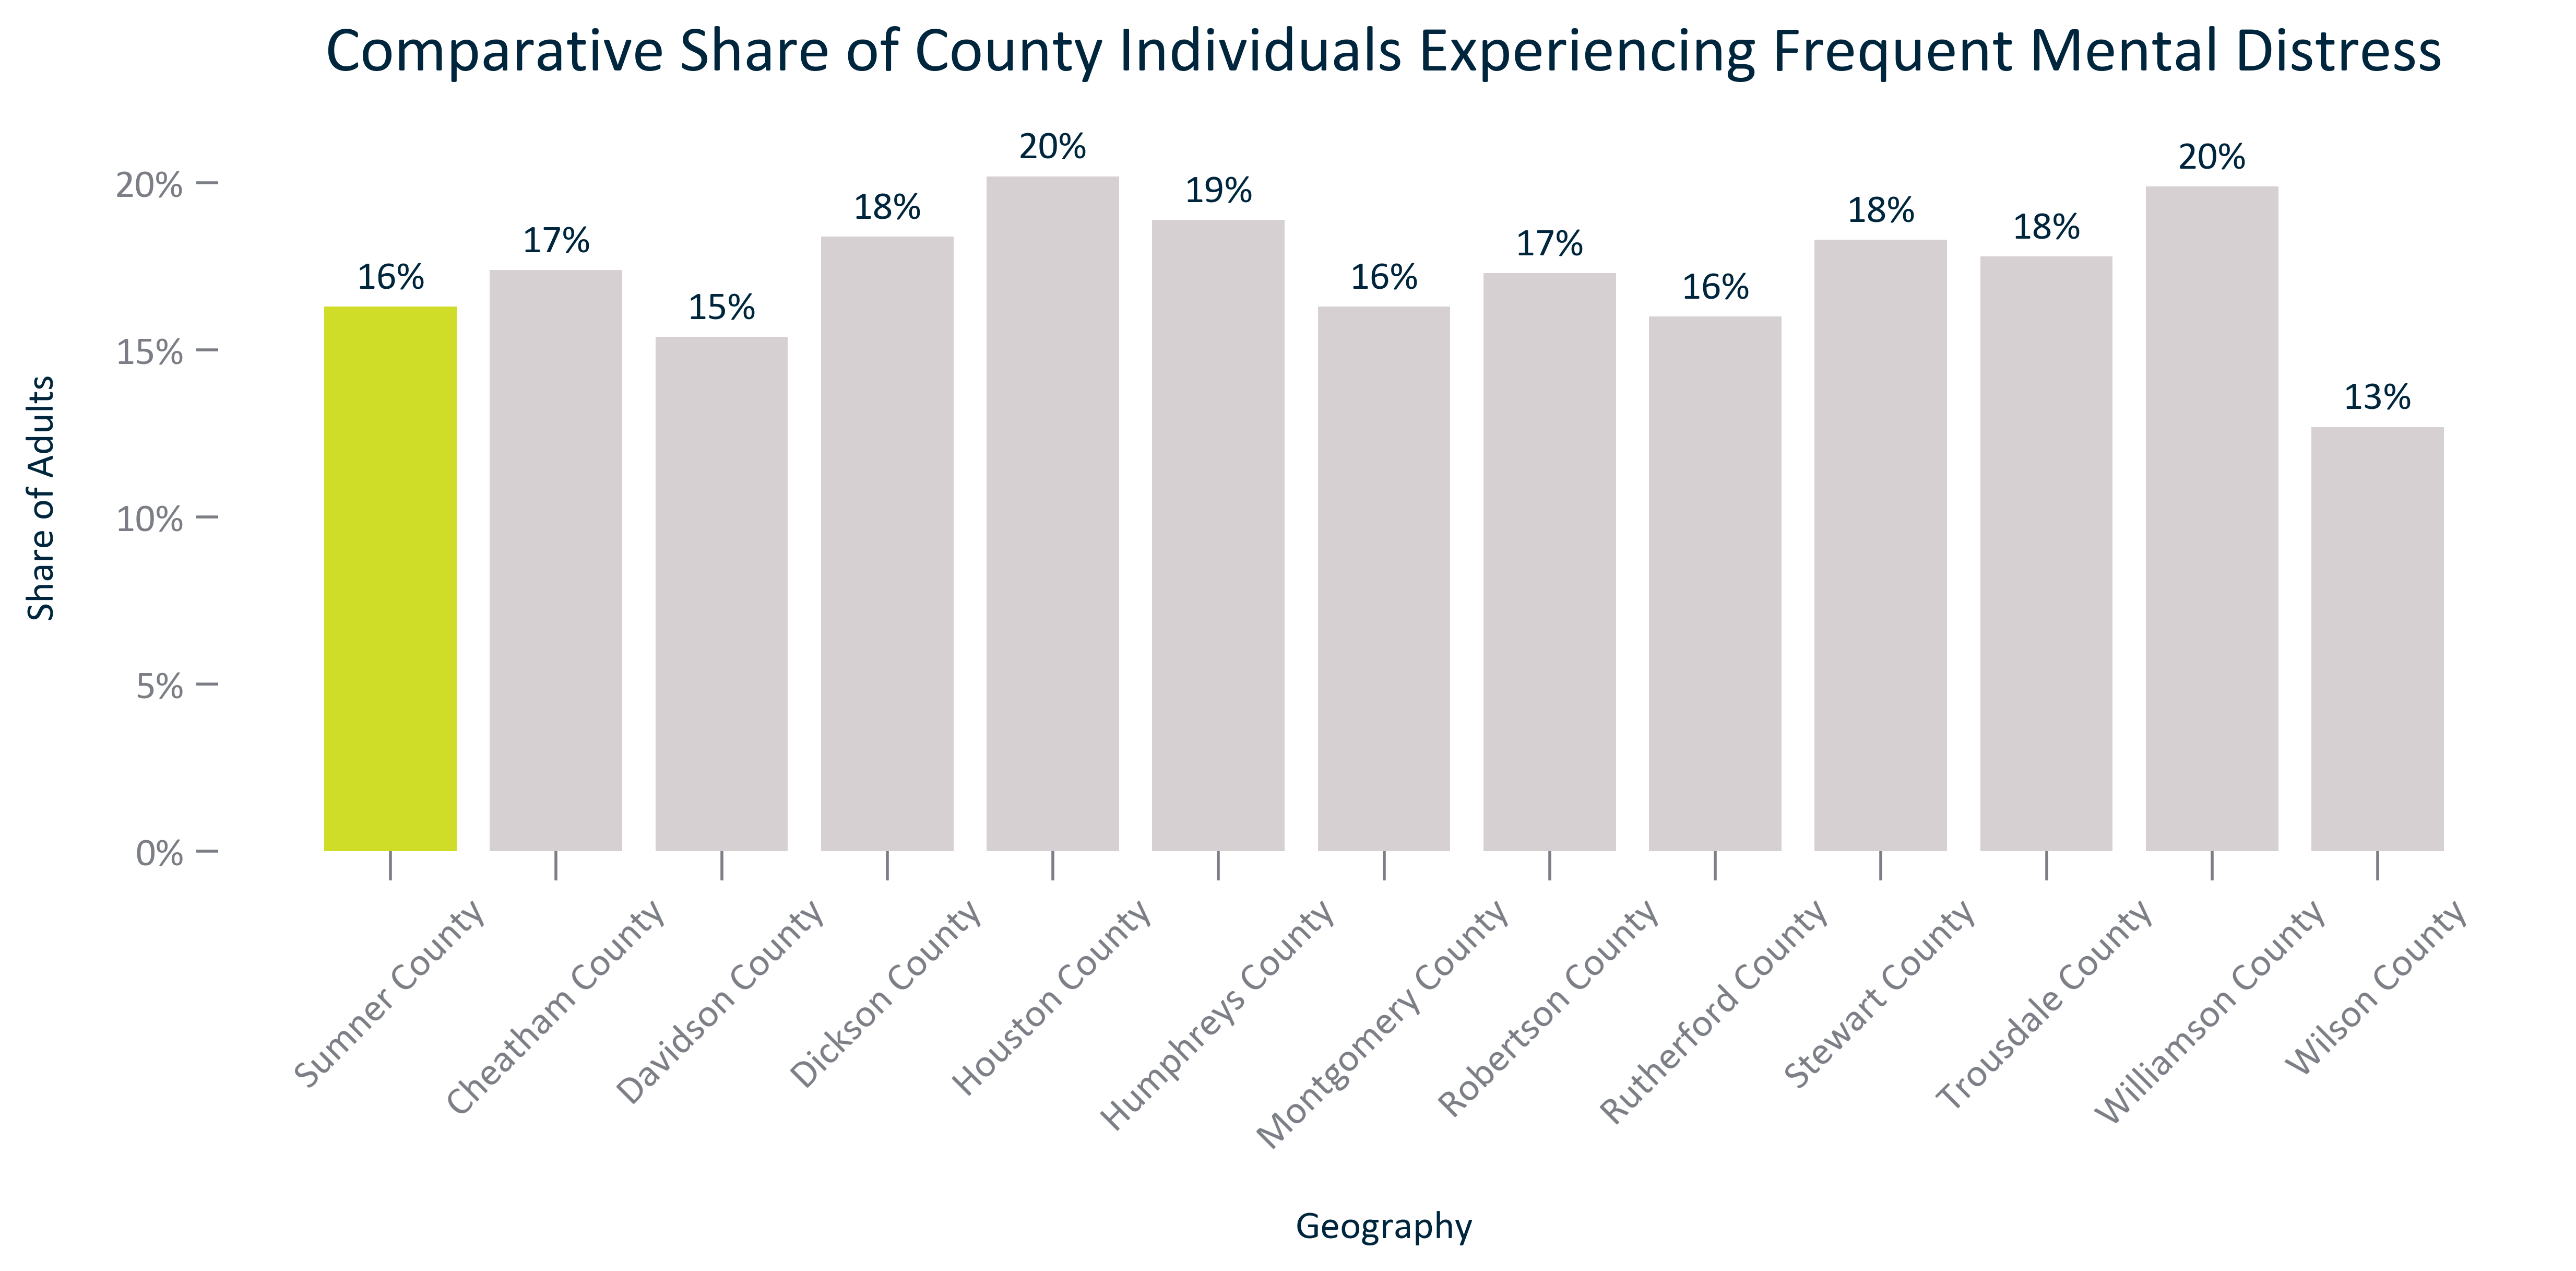 Comparative Share of County Individuals Experiencing Frequent Mental Distress
Share of Adults
20%
15%
10%
5%
0%
16%
17%
15%
18%
20%
19%
16%
17%
16%
18%
18%
20%
13%
Sumner County
Cheatham County
Davidson County
Dickson County
Houston County
Humphreys County
Montgomery County
Robertson County
Rutherford County
Stewart County
Trousdale County
Williamson County
Wilson County
Geography